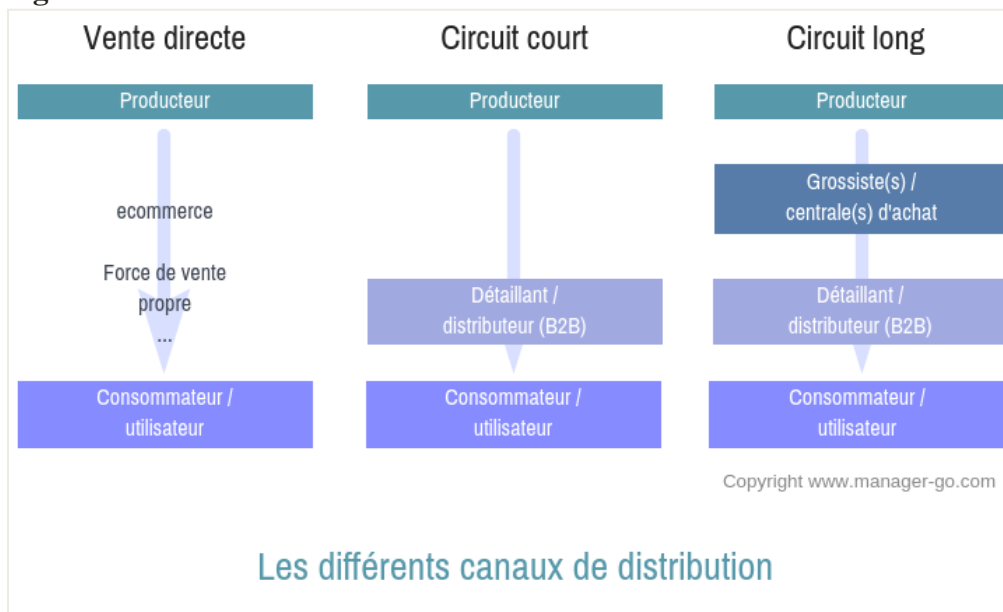 Vente directe
Producteur
ecommerce
Force de vente
propre
...
Consommateur /
utilisateur
Circuit court
Producteur
Détaillant /
distributeur (B2B)
Consommateur /
utilisateur
Circuit long
Producteur
Grossiste(s) /
centrale(s) d'achat
Détaillant /
distributeur (B2B)
Consommateur /
utilisateur
Copyright www.manager-go.com
Les différents canaux de distribution